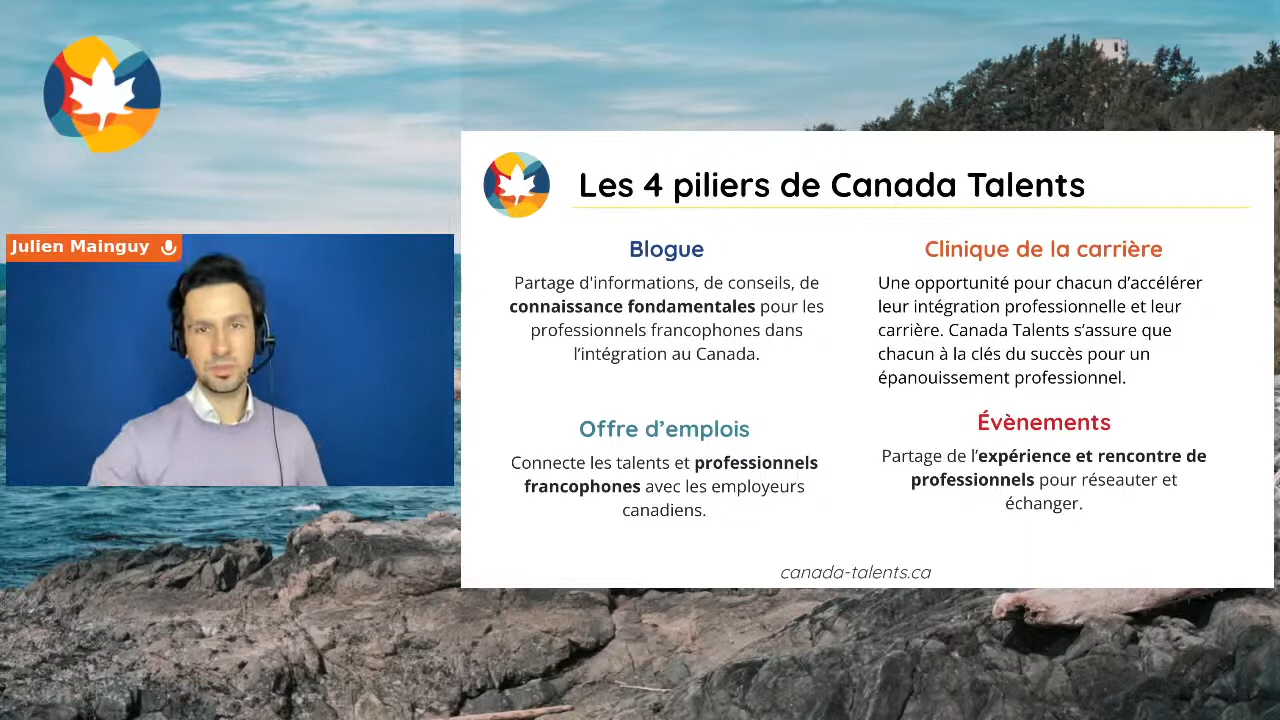 Julien Mainguy
Les 4 piliers de Canada Talents
Blogue
Partage d'informations, de conseils, de
connaissance fondamentales pour les
professionnels francophones dans
l'intégration au Canada.
Clinique de la carrière
Une opportunité pour chacun d’accélérer
leur intégration professionnelle et leur
carrière. Canada Talents s’assure que
chacun à la clés du succès pour un
épanouissement professionnel.
Offre d’emplois
Connecte les talents et professionnels
francophones avec les employeurs
canadiens.
Évènements
Partage de l’expérience et rencontre de
professionnels pour réseauter et
échanger.
canada-talents.ca